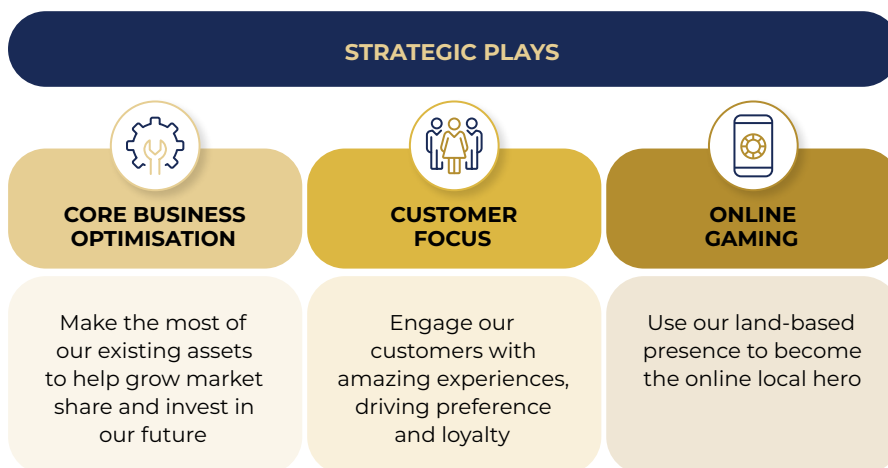 STRATEGIC PLAYS
CORE BUSINESS
OPTIMISATION
Make the most of
our existing assets
to help grow market
share and invest in
our future
CUSTOMER
FOCUS
Engage our
customers with
amazing experiences,
driving preference
and loyalty
ONLINE
GAMING
Use our land-based
presence to become
the online local hero